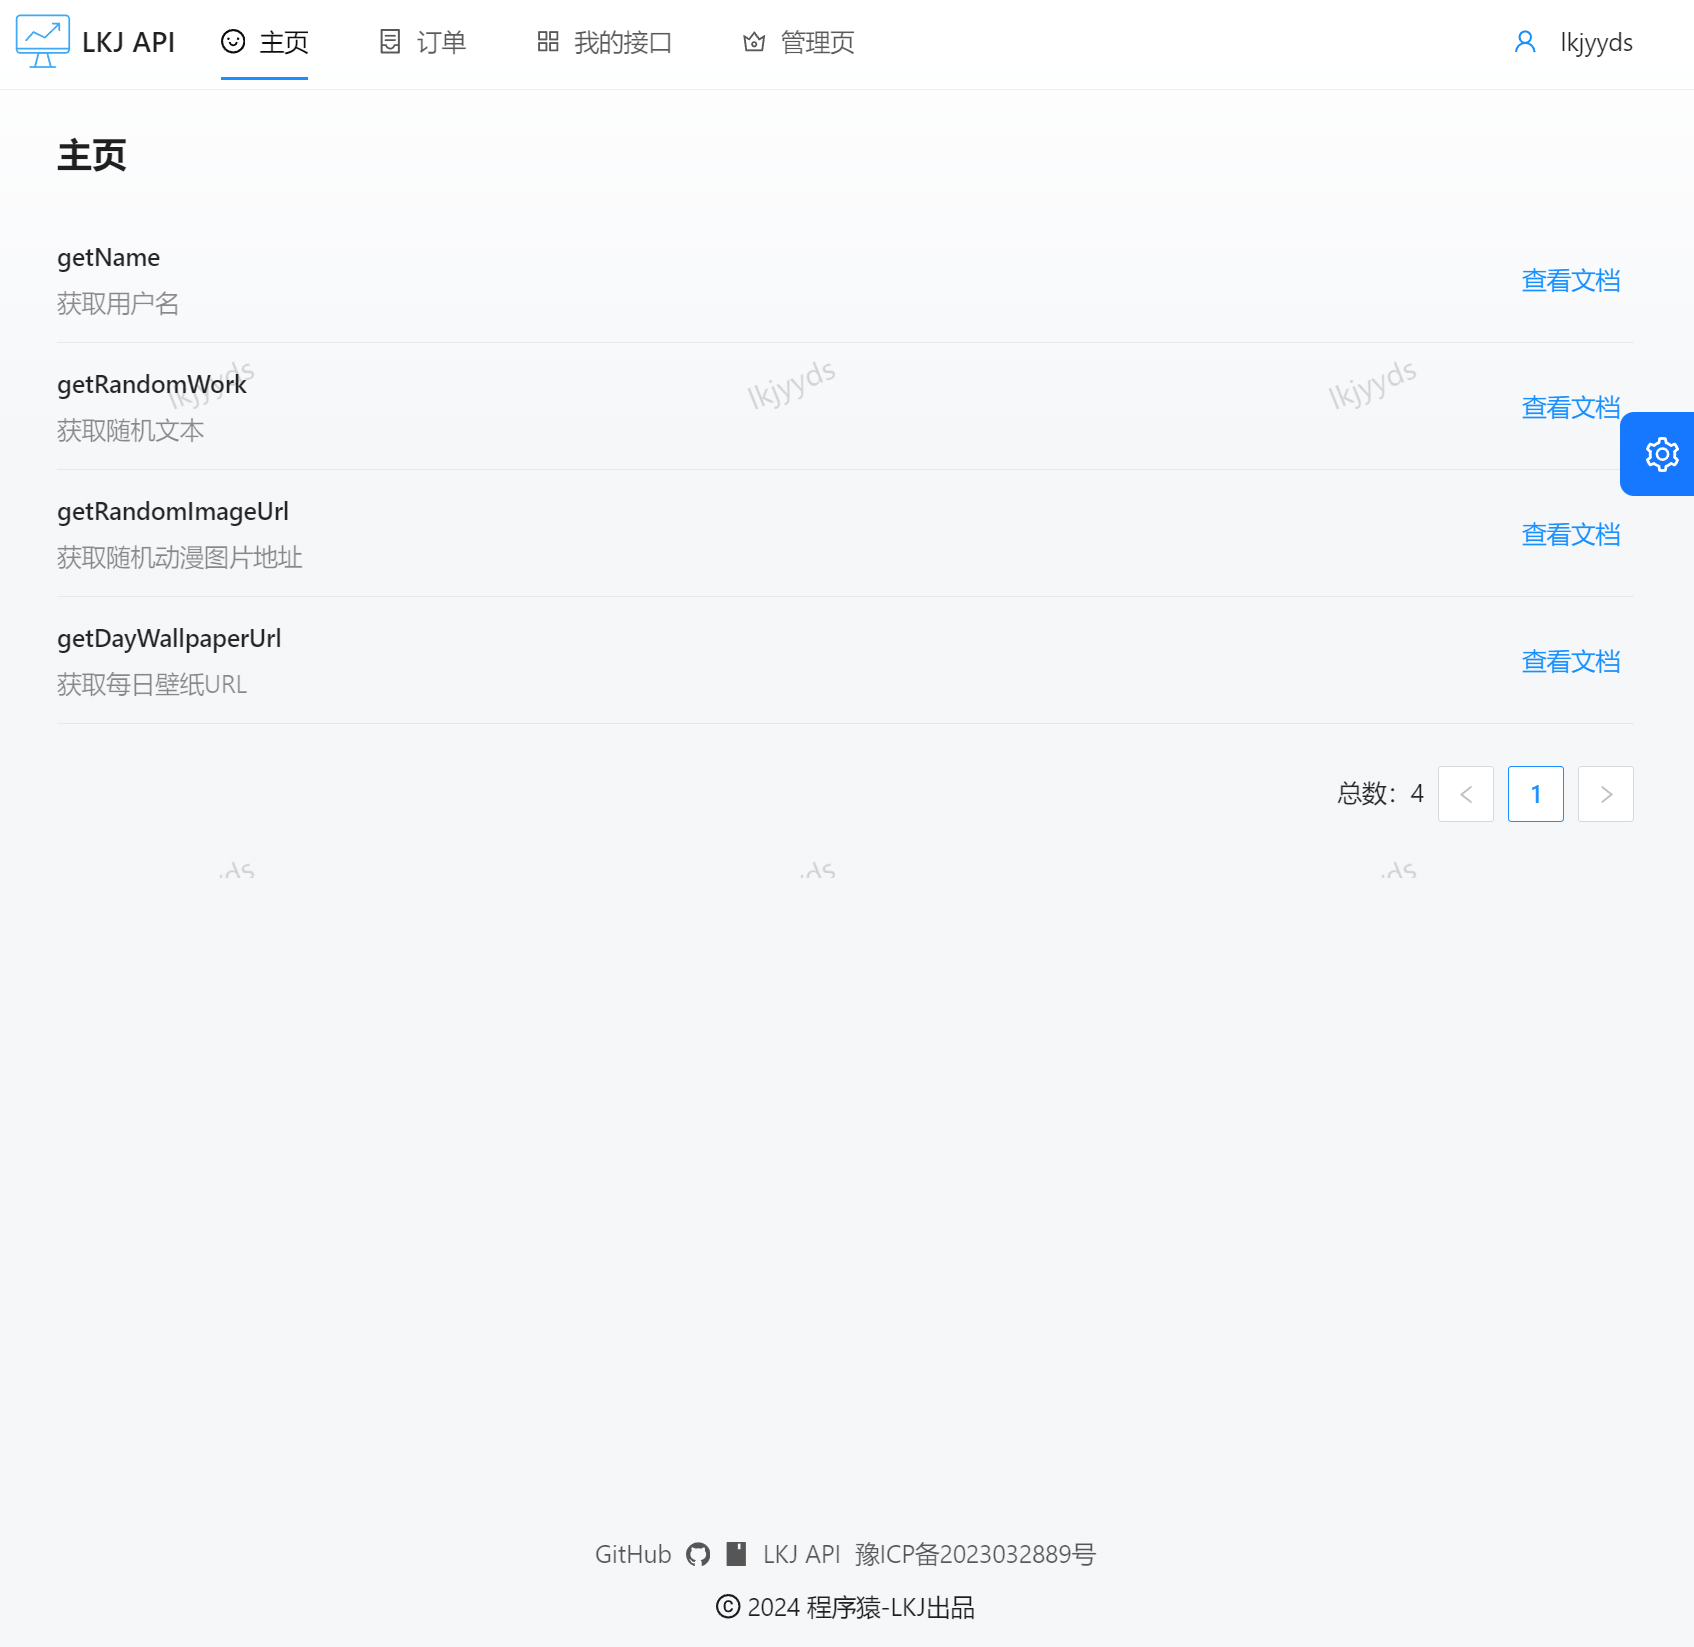 LKJ API 主页 订单 我的接口 管理页 lkjyyds
主页
getName
获取用户名
查看文档
lkjyyds lkjyyds lkjyyds
getRandomWork
获取随机文本
查看文档
getRandomImageUrl
获取随机动漫图片地址
查看文档
getDayWallpaperUrl
获取每日壁纸URL
查看文档
总数：4 < 1 >
GitHub LKJ API 豫ICP备2023032889号
© 2024 程序猿-LKJ出品